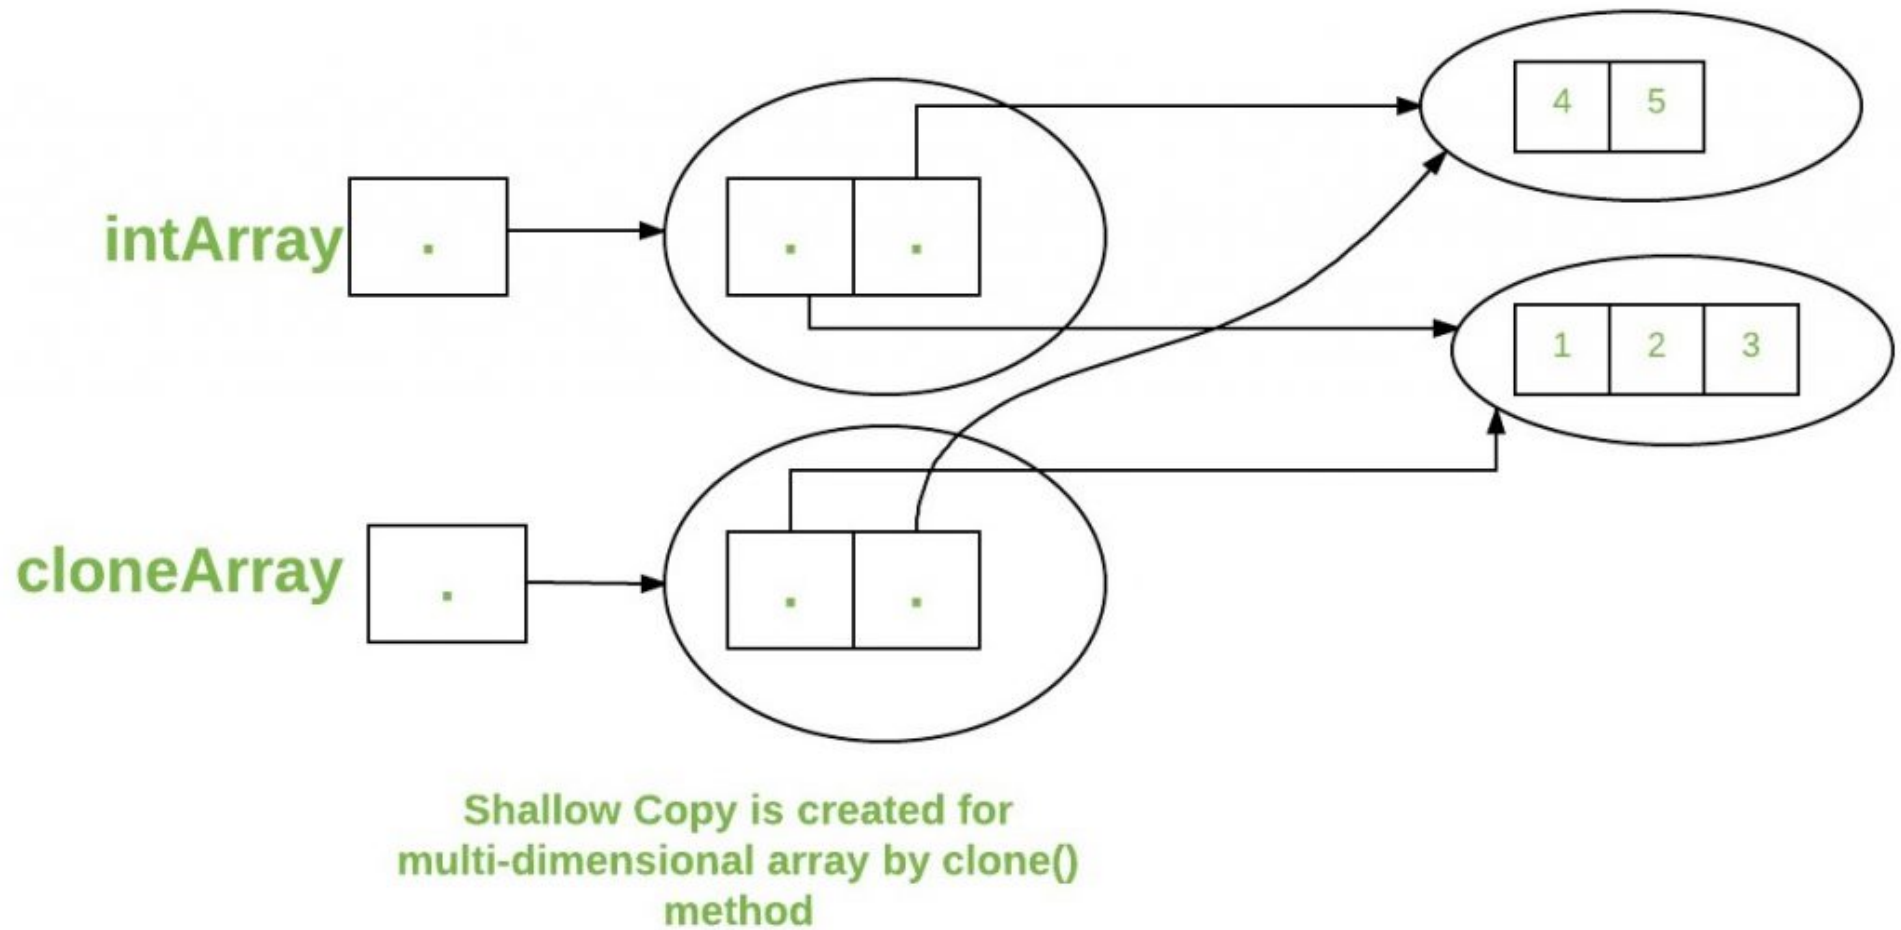 4 5
intArray . . .
1 2 3
cloneArray . . .
Shallow Copy is created for
multi-dimensional array by clone()
method